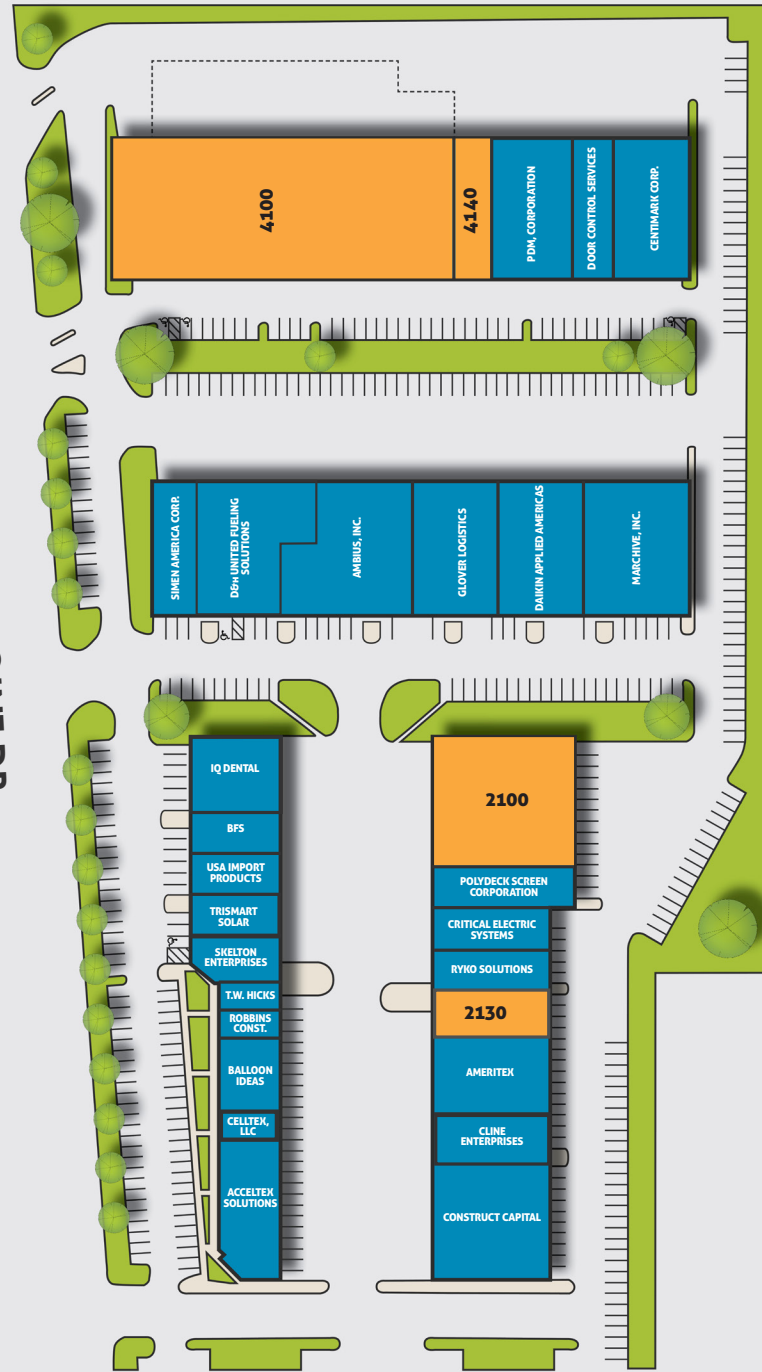 4100
4140
PDM, CORPORATION
DOOR CONTROL SERVICES
CENTIMARK CORP.
SIMEN AMERICA CORP.
D&H UNITED FUELING
SOLUTIONS
AMBIUS, INC.
GLOVER LOGISTICS
DAIKIN APPLIED AMERICAS
MARCHIVE, INC.
IQ DENTAL
BFS
USA IMPORT
PRODUCTS
TRISMART
SOLAR
SKELTON
ENTERPRISES
T.W. HICKS
ROBBINS
CONST.
BALLOON
IDEAS
CELLTEX,
LLC
ACCELTEX
SOLUTIONS
2100
POLYDECK SCREEN
CORPORATION
CRITICAL ELECTRIC
SYSTEMS
RYKO SOLUTIONS
2130
AMERITEX
CLINE
ENTERPRISES
CONSTRUCT CAPITAL